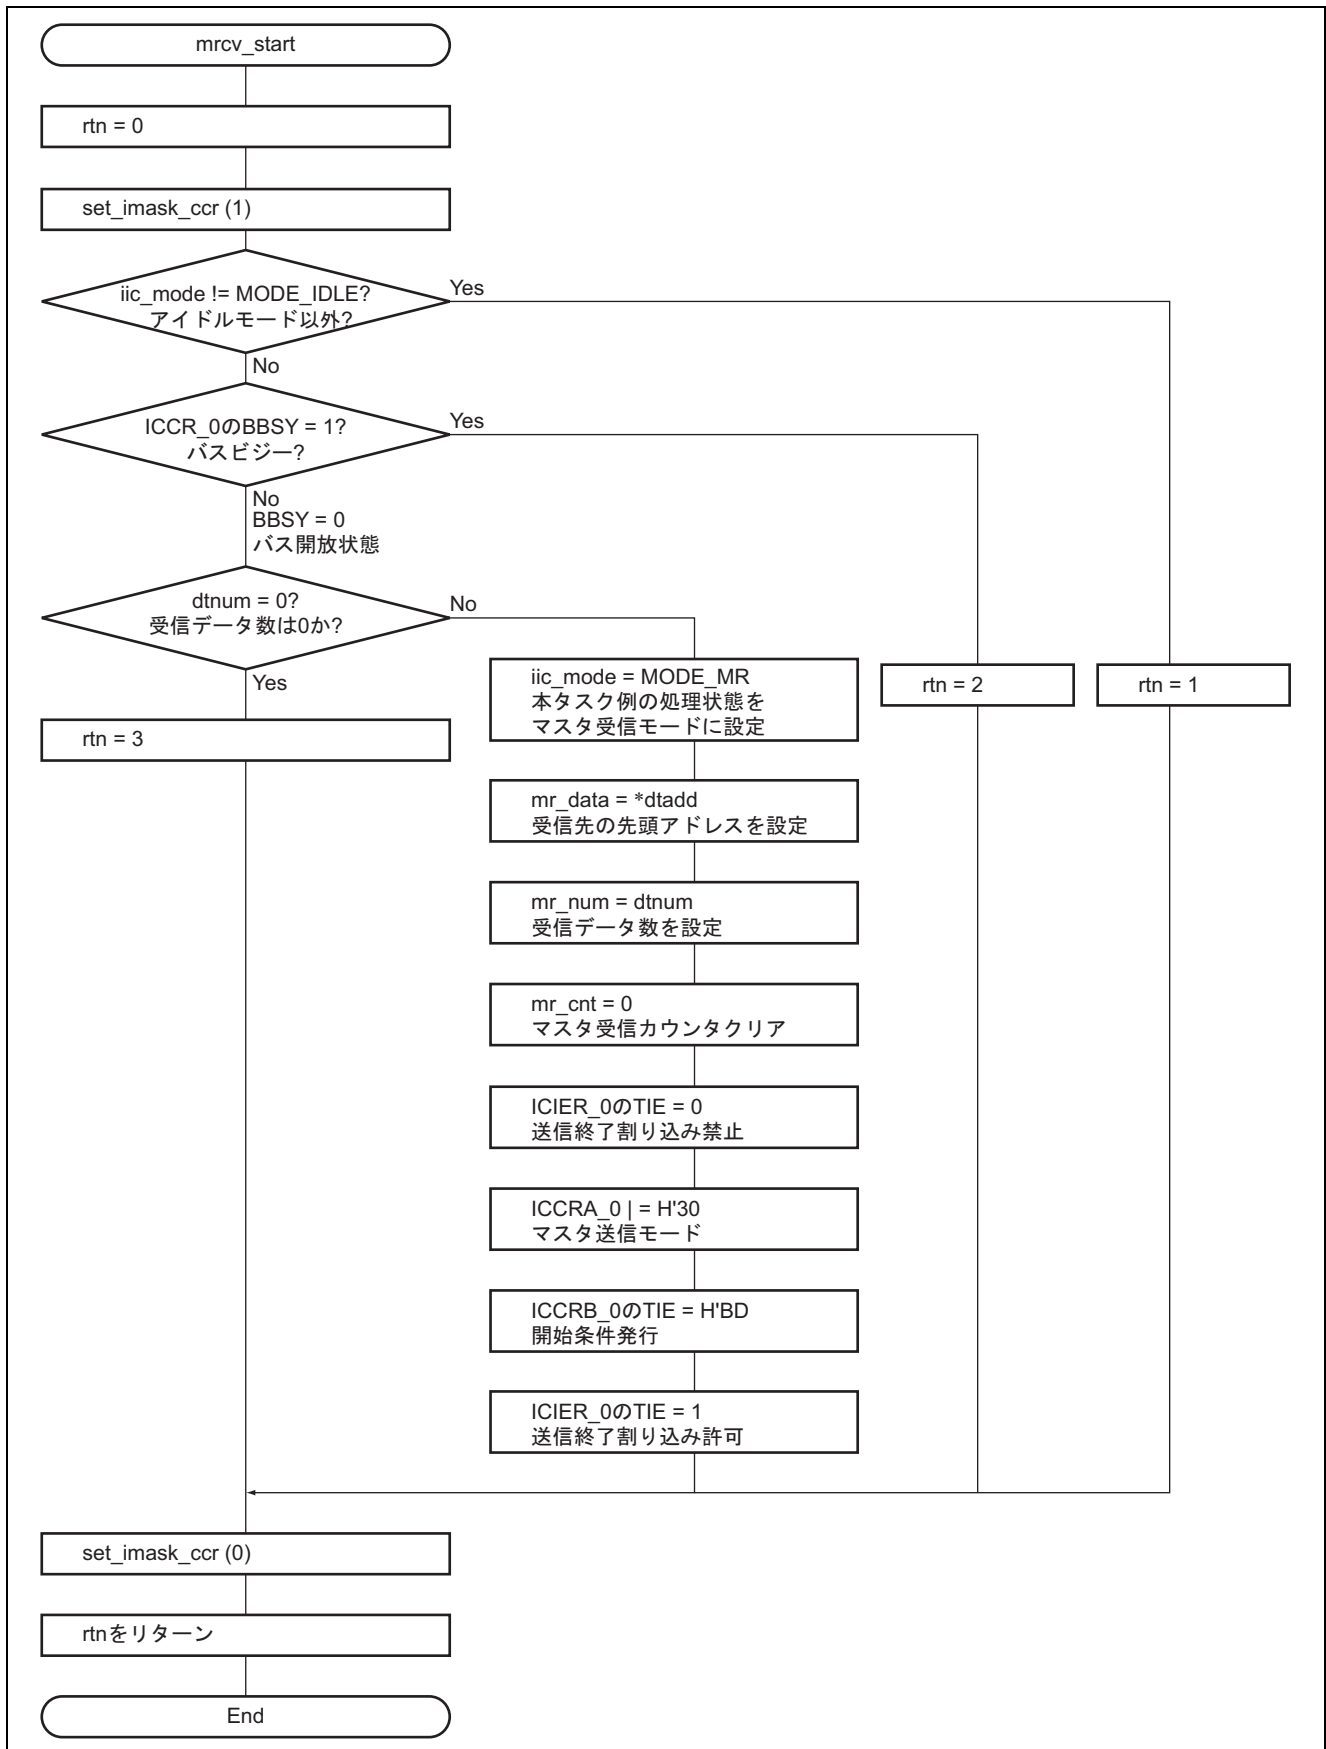 mrcv_start
rtn = 0
set_imask_ccr (1)
iic_mode != MODE_IDLE?
アイドルモード以外?
Yes
No
ICCR_0のBBSY = 1?
バスビジー?
Yes
No
BBSY = 0
バス開放状態
dtnum = 0?
受信データ数は0か?
No
Yes
rtn = 3
iic_mode = MODE_MR
本タスク例の処理状態を
マスタ受信モードに設定
rtn = 2
rtn = 1
mr_data = *dtadd
受信先の先頭アドレスを設定
mr_num = dtnum
受信データ数を設定
mr_cnt = 0
マスタ受信カウンタクリア
ICIER_0のTIE = 0
送信終了割り込み禁止
ICCRA_0 | = H'30
マスタ送信モード
ICCRB_0のTIE = H'BD
開始条件発行
ICIER_0のTIE = 1
送信終了割り込み許可
set_imask_ccr (0)
rtnをリターン
End